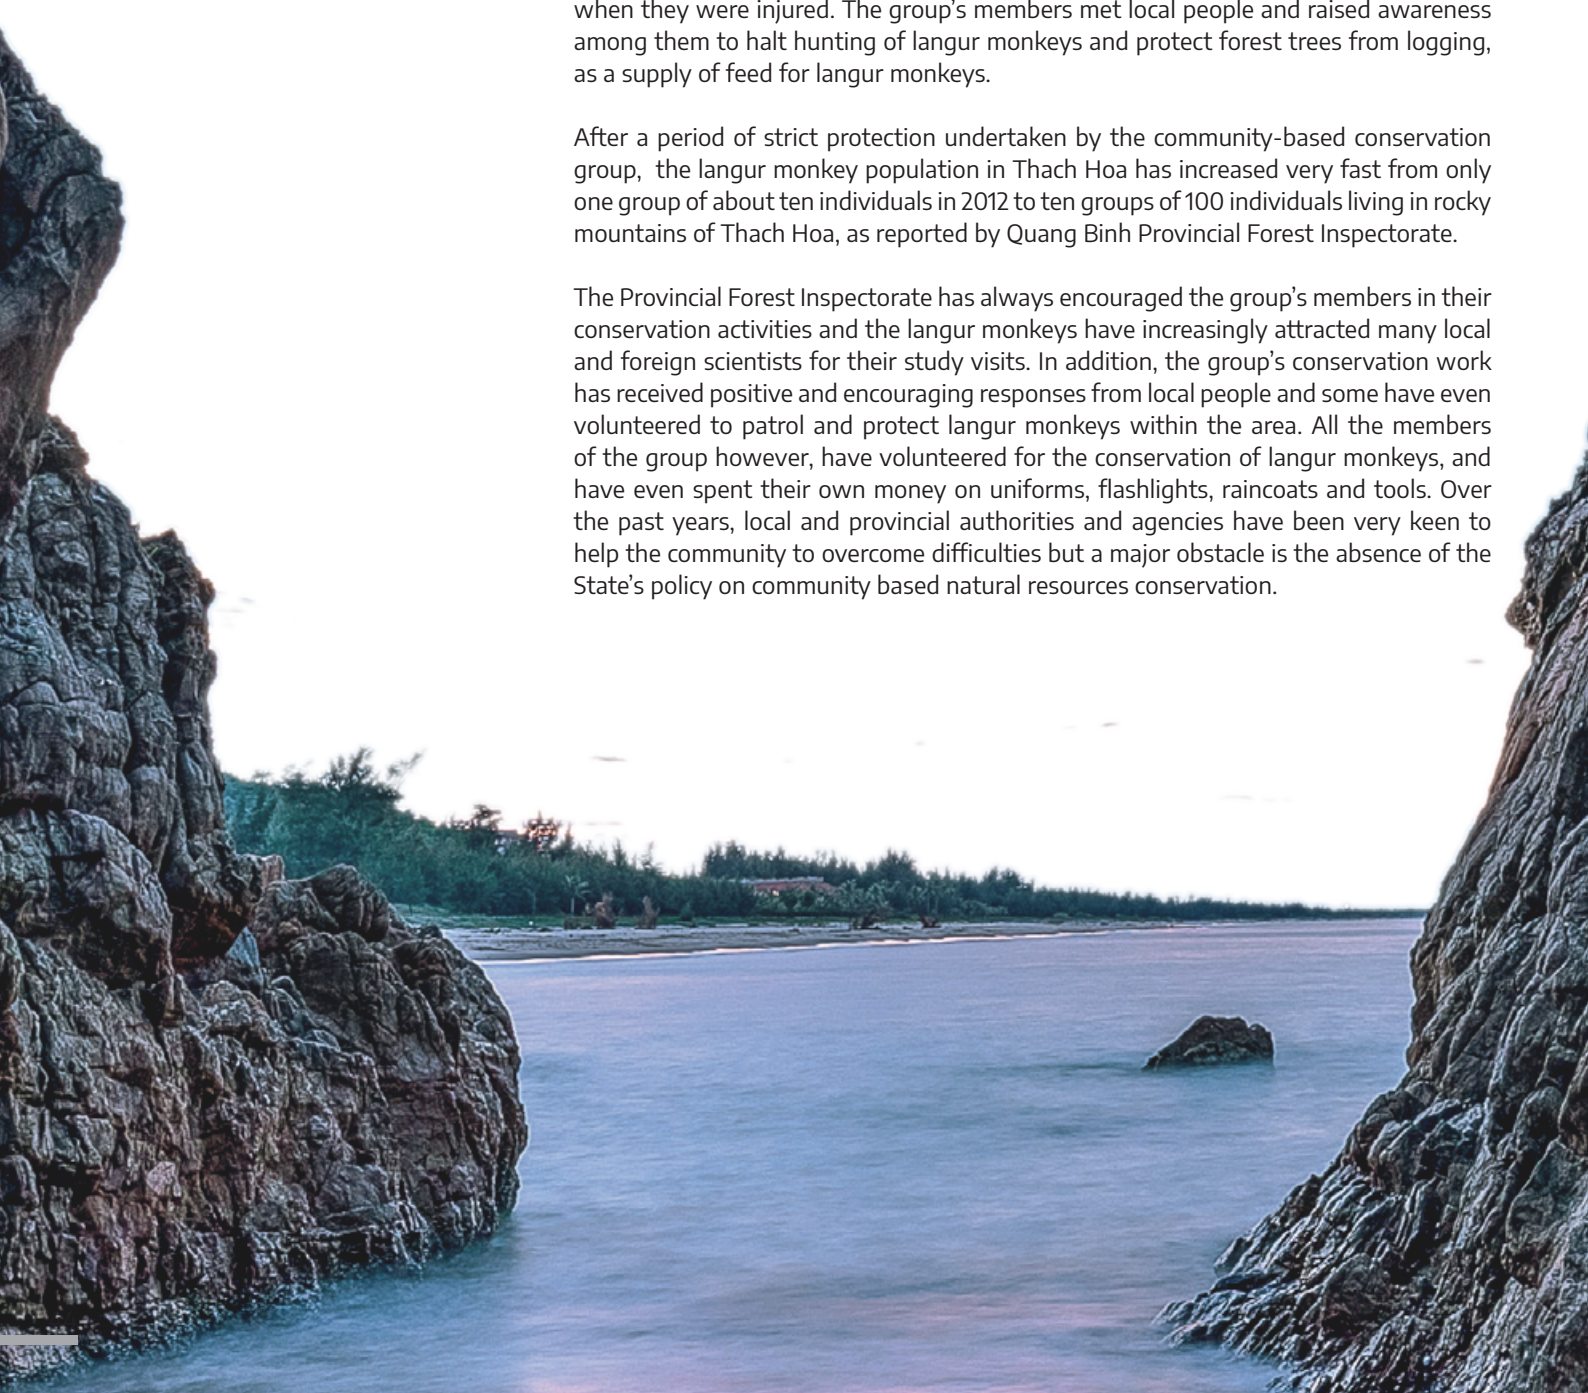 when they were injured. The group's members met local people and raised awareness
among them to halt hunting of langur monkeys and protect forest trees from logging,
as a supply of feed for langur monkeys.
After a period of strict protection undertaken by the community-based conservation
group,  the langur monkey population in Thach Hoa has increased very fast from only
one group of about ten individuals in 2012 to ten groups of 100 individuals living in rocky
mountains of Thach Hoa, as reported by Quang Binh Provincial Forest Inspectorate.
The Provincial Forest Inspectorate has always encouraged the group's members in their
conservation activities and the langur monkeys have increasingly attracted many local
and foreign scientists for their study visits. In addition, the group's conservation work
has received positive and encouraging responses from local people and some have even
volunteered to patrol and protect langur monkeys within the area. All the members
of the group however, have volunteered for the conservation of langur monkeys, and
have even spent their own money on uniforms, flashlights, raincoats and tools. Over
the past years, local and provincial authorities and agencies have been very keen to
help the community to overcome difficulties but a major obstacle is the absence of the
State's policy on community based natural resources conservation.